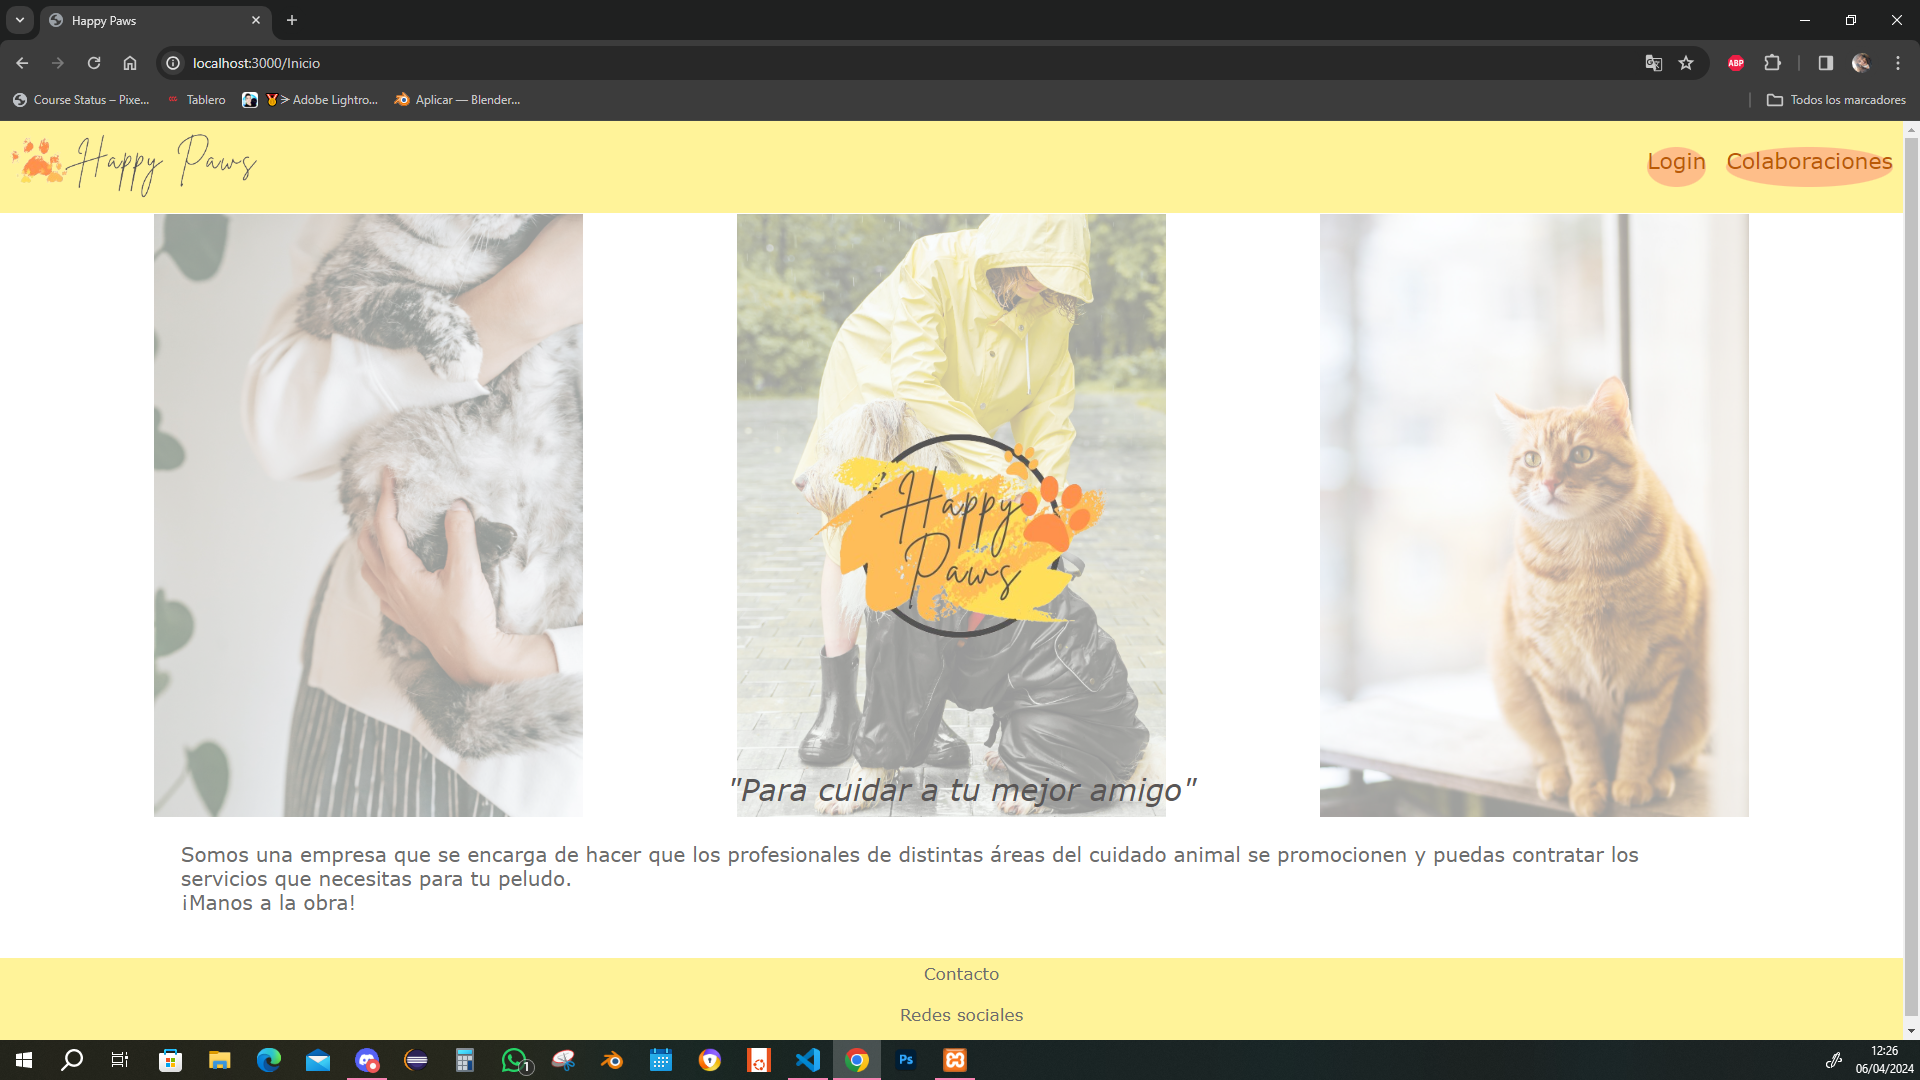 Happy Paws
localhost:3000/Inicio
ABP
Course Status – Pixe...
Tablero
> Adobe Lightro...
Aplicar — Blender...
Todos los marcadores
Happy Paws
Login
Colaboraciones
Happy
Paws
"Para cuidar a tu mejor amigo"
Somos una empresa que se encarga de hacer que los profesionales de distintas áreas del cuidado animal se promocionen y puedas contratar los
servicios que necesitas para tu peludo.
¡Manos a la obra!
Contacto
Redes sociales
1
Ps
12:26
06/04/2024